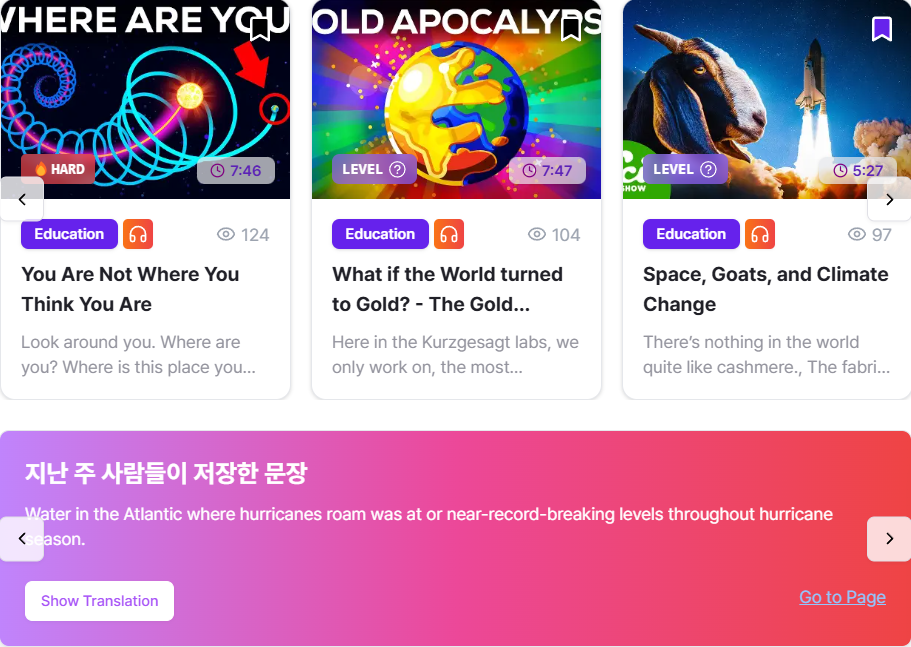 WHERE ARE YOU
HARD
7:46
Education
124
You Are Not Where You
Think You Are
Look around you. Where are
you? Where is this place you...
GOLD APOCALYPS
LEVEL ?
7:47
Education
104
What if the World turned
to Gold? - The Gold...
Here in the Kurzgesagt labs, we
only work on, the most...
SHOW
LEVEL ?
5:27
Education
97
Space, Goats, and Climate
Change
There's nothing in the world
quite like cashmere., The fabri...
지난 주 사람들이 저장한 문장
Water in the Atlantic where hurricanes roam was at or near-record-breaking levels throughout hurricane
season.
Show Translation
Go to Page